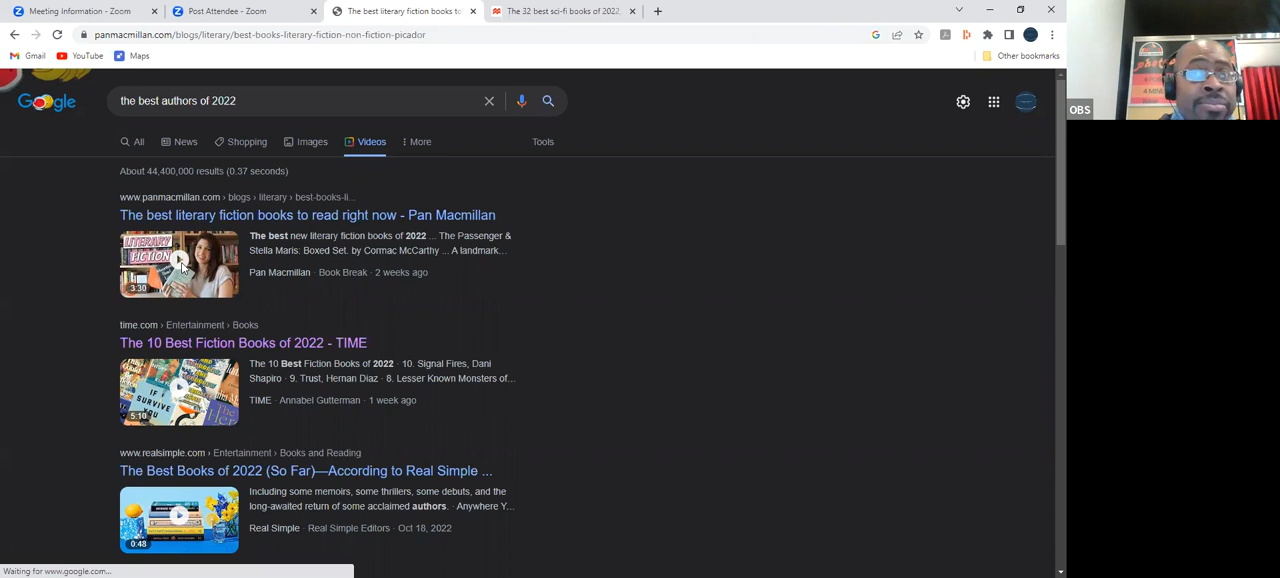 Meeting Information - Zoom
Post Attendee - Zoom
The best literary fiction books to
The 32 best sci-fi books of 2022
panmacmillan.com/blogs/literary/best-books-literary-fiction-non-fiction-picador
Gmail YouTube Maps
Other bookmarks
Google
the best authors of 2022
All News Shopping Images Videos More Tools
About 44,400,000 results (0.37 seconds)
www.panmacmillan.com › blogs › literary › best-books-li...
The best literary fiction books to read right now - Pan Macmillan
LITERARY
FICTION
3:30
The best new literary fiction books of 2022 ... The Passenger &
Stella Maris: Boxed Set. by Cormac McCarthy ... A landmark...
Pan Macmillan · Book Break · 2 weeks ago
time.com › Entertainment › Books
The 10 Best Fiction Books of 2022 - TIME
IF
SURVIVE
YOU
5:10
The 10 Best Fiction Books of 2022 · 10. Signal Fires, Dani
Shapiro · 9. Trust, Hernan Diaz · 8. Lesser Known Monsters of...
TIME · Annabel Gutterman · 1 week ago
www.realsimple.com › Entertainment › Books and Reading
The Best Books of 2022 (So Far)—According to Real Simple ...
0:48
Including some memoirs, some thrillers, some debuts, and the
long-awaited return of some acclaimed authors. · Anywhere Y...
Real Simple · Real Simple Editors · Oct 18, 2022
Waiting for www.google.com...
OBS
4 MINU